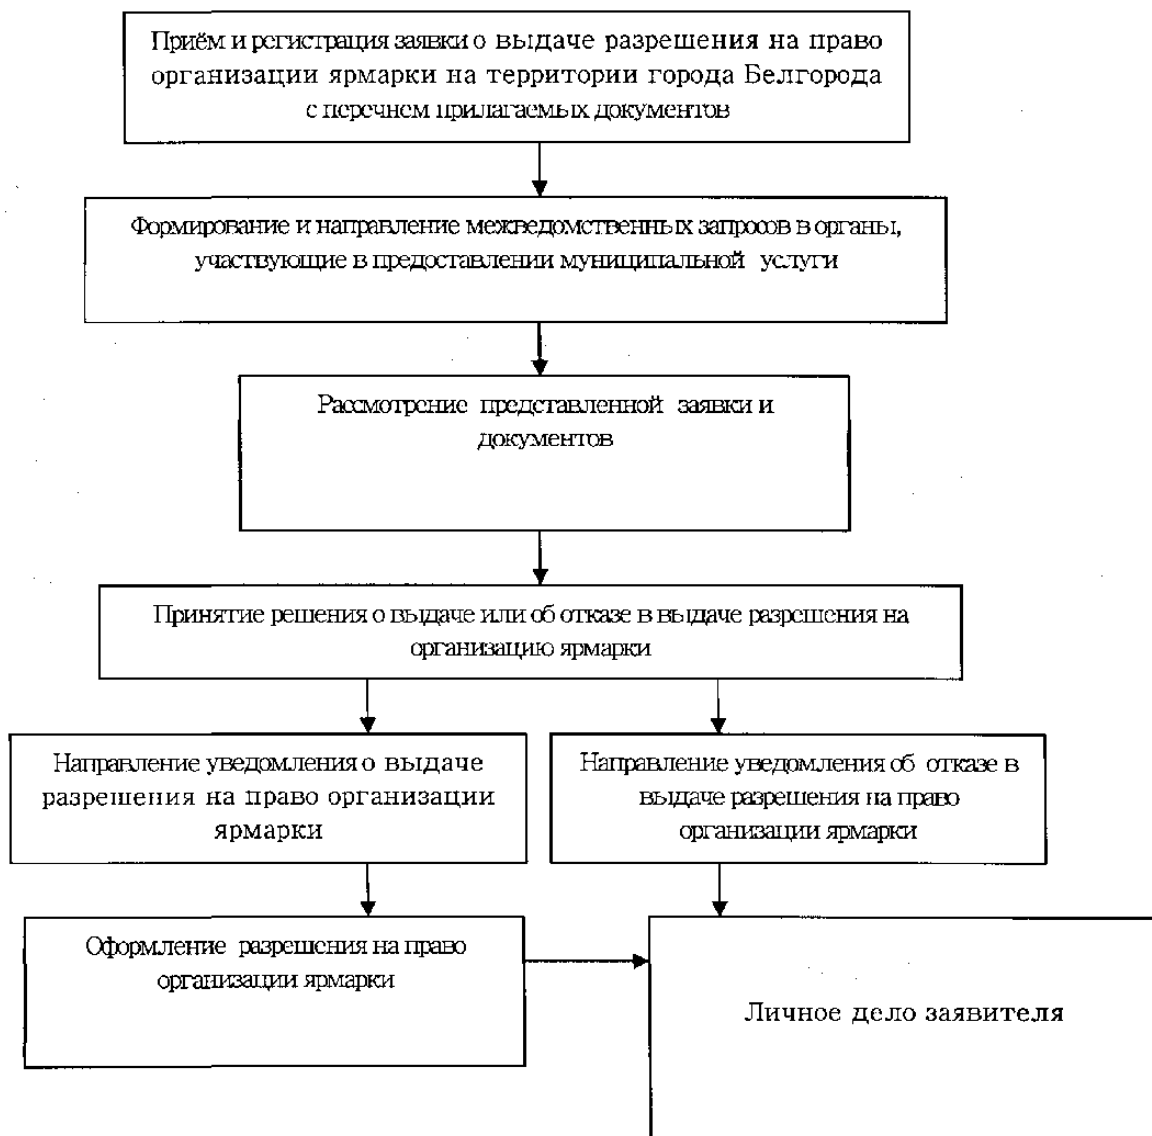 Приём и регистрация заявки о выдаче разрешения на право
организации ярмарки на территории города Белгорода
с перечнем прилагаемых документов
Формирование и направление межведомственных запросов в органы,
участвующие в предоставлении муниципальной услуги
Рассмотрение представленной заявки и
документов
Принятие решения о выдаче или об отказе в выдаче разрешения на
организацию ярмарки
Направление уведомления о выдаче
разрешения на право организации
ярмарки
Направление уведомления об отказе в
выдаче разрешения на право
организации ярмарки
Оформление разрешения на право
организации ярмарки
Личное дело заявителя